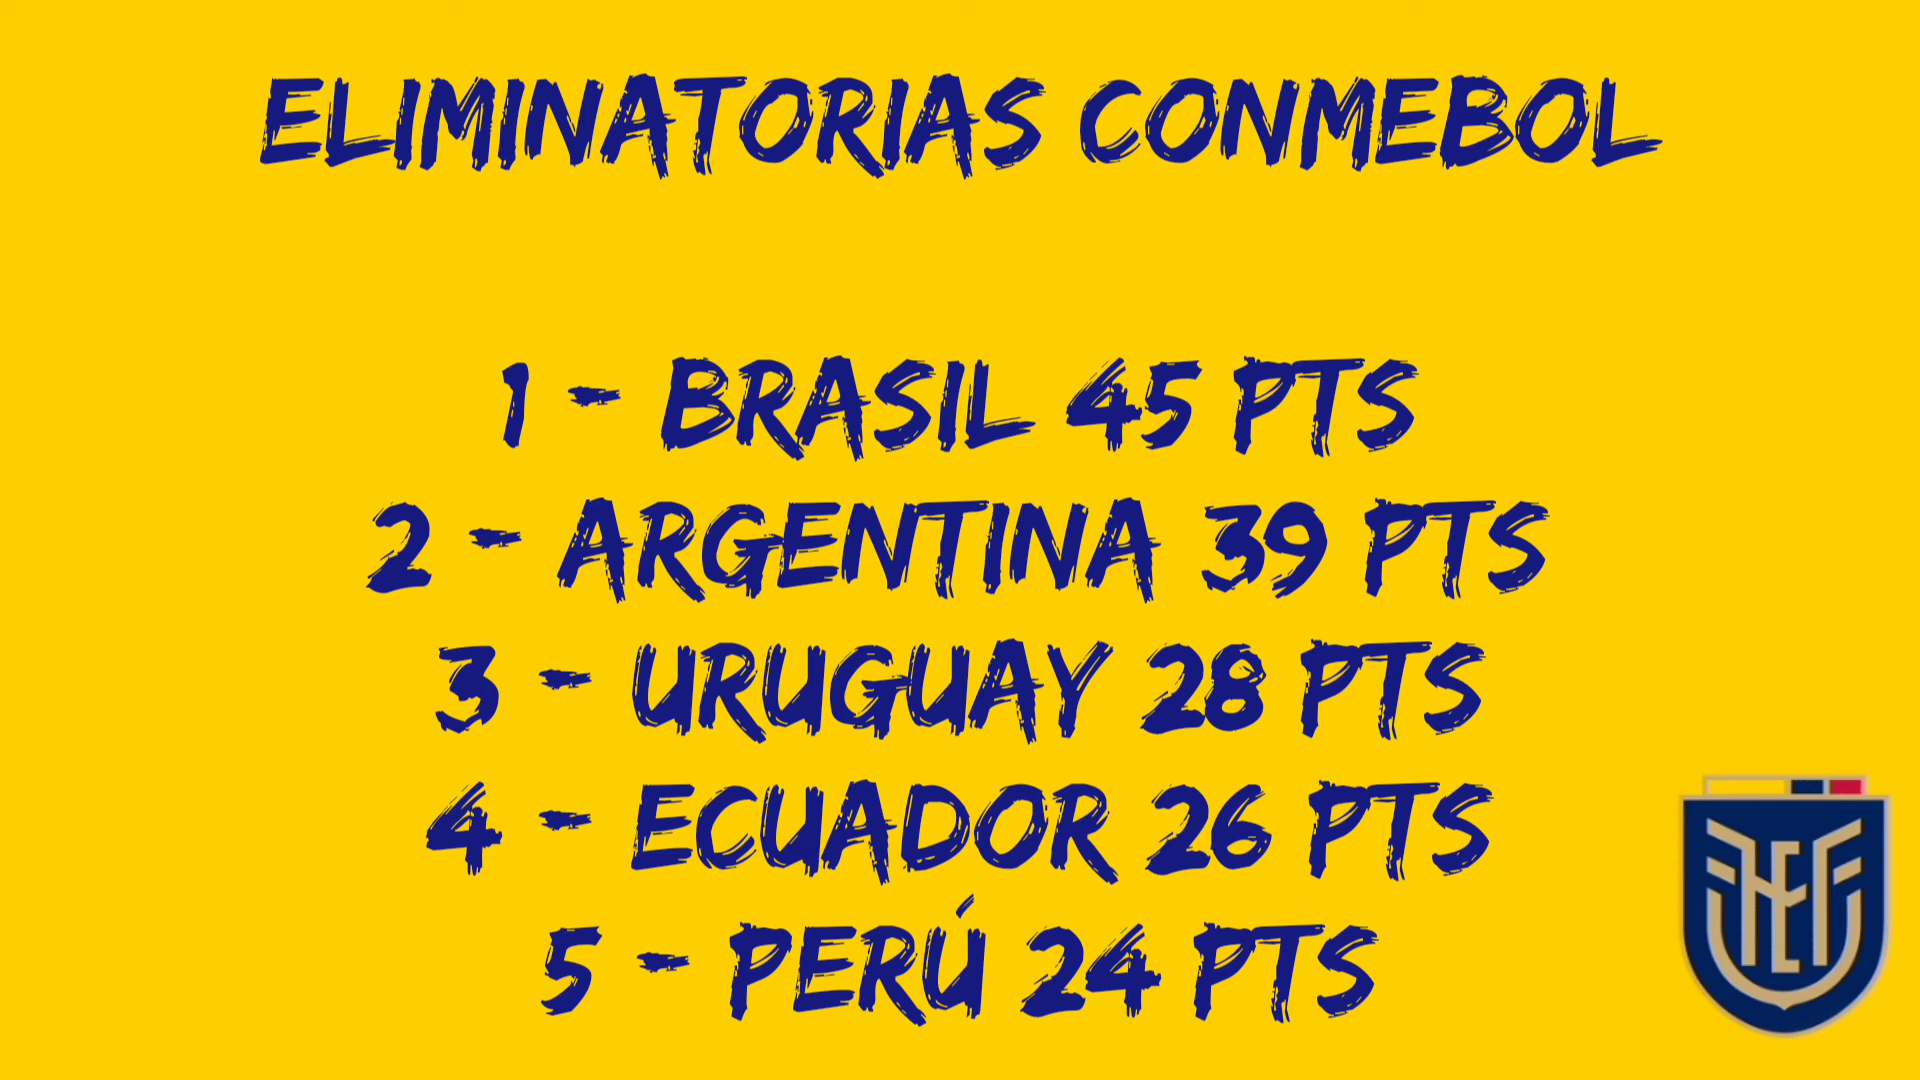 ELIMINATORIAS CONMEBOL
1 - BRASIL 45 PTS
2 - ARGENTINA 39 PTS
3 - URUGUAY 28 PTS
4 - ECUADOR 26 PTS
5 - PERÚ 24 PTS
FEF